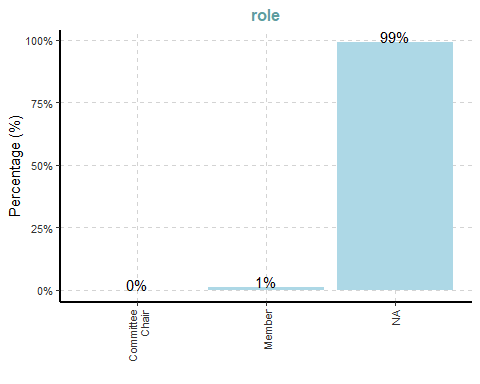 role
Percentage (%)
100%
75%
50%
25%
0%
0%
1%
99%
Committee
Chair
Member
NA